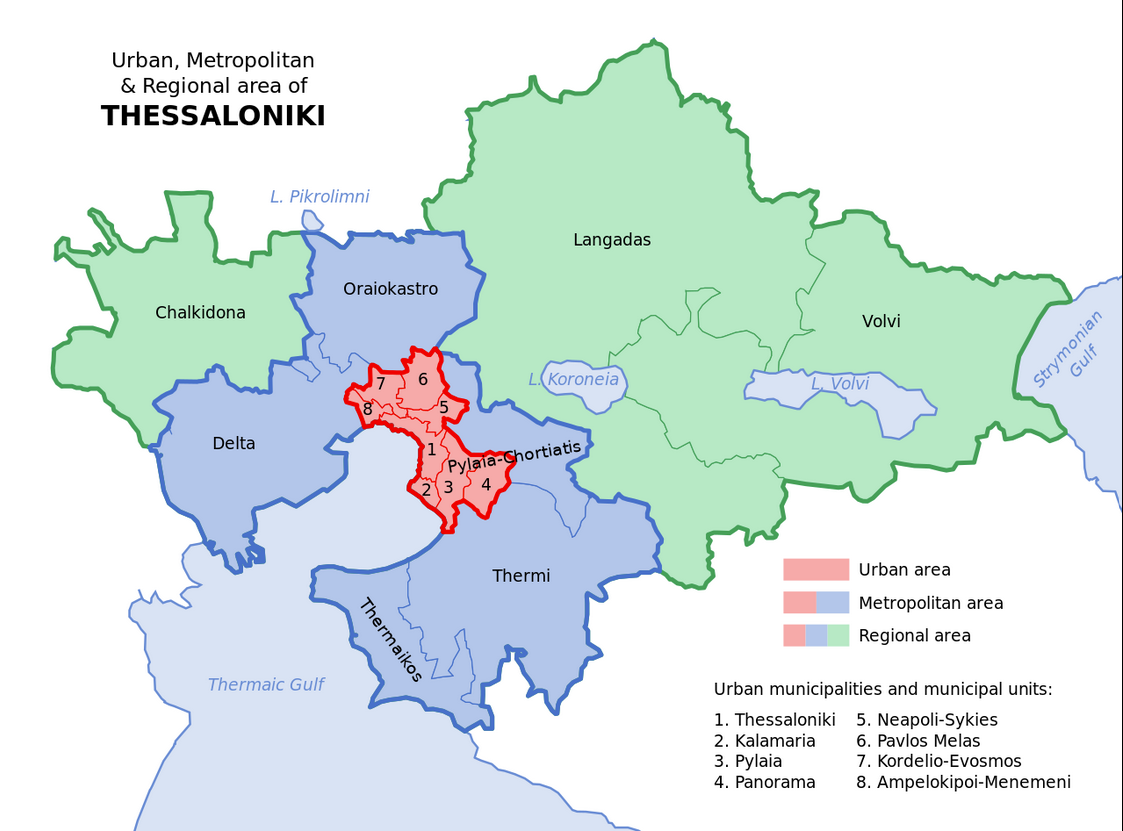 Urban, Metropolitan
& Regional area of
THESSALONIKI
L. Pikrolimni
Langadas
Oraiokastro
Chalkidona
Volvi
Strymonian
Gulf
L. Koroneia
L. Volvi
7
6
8
5
Delta
1
Pylaia-Chortiatis
2
3
4
Thermi
Thermaikos
Thermaic Gulf
Urban area
Metropolitan area
Regional area
Urban municipalities and municipal units:
1. Thessaloniki
2. Kalamaria
3. Pylaia
4. Panorama
5. Neapoli-Sykies
6. Pavlos Melas
7. Kordelio-Evosmos
8. Ampelokipoi-Menemeni